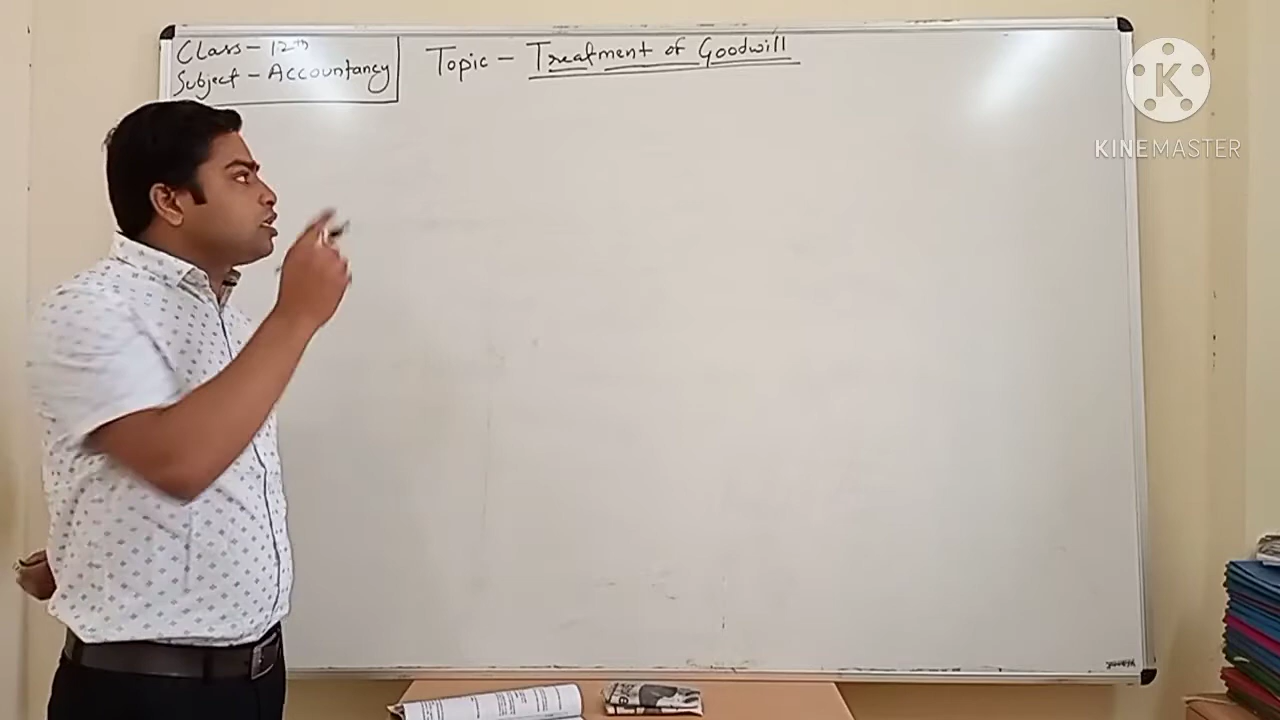 Class - 12th
Subject - Accountancy
Topic - Treatment of Goodwill
K
KINEMASTER